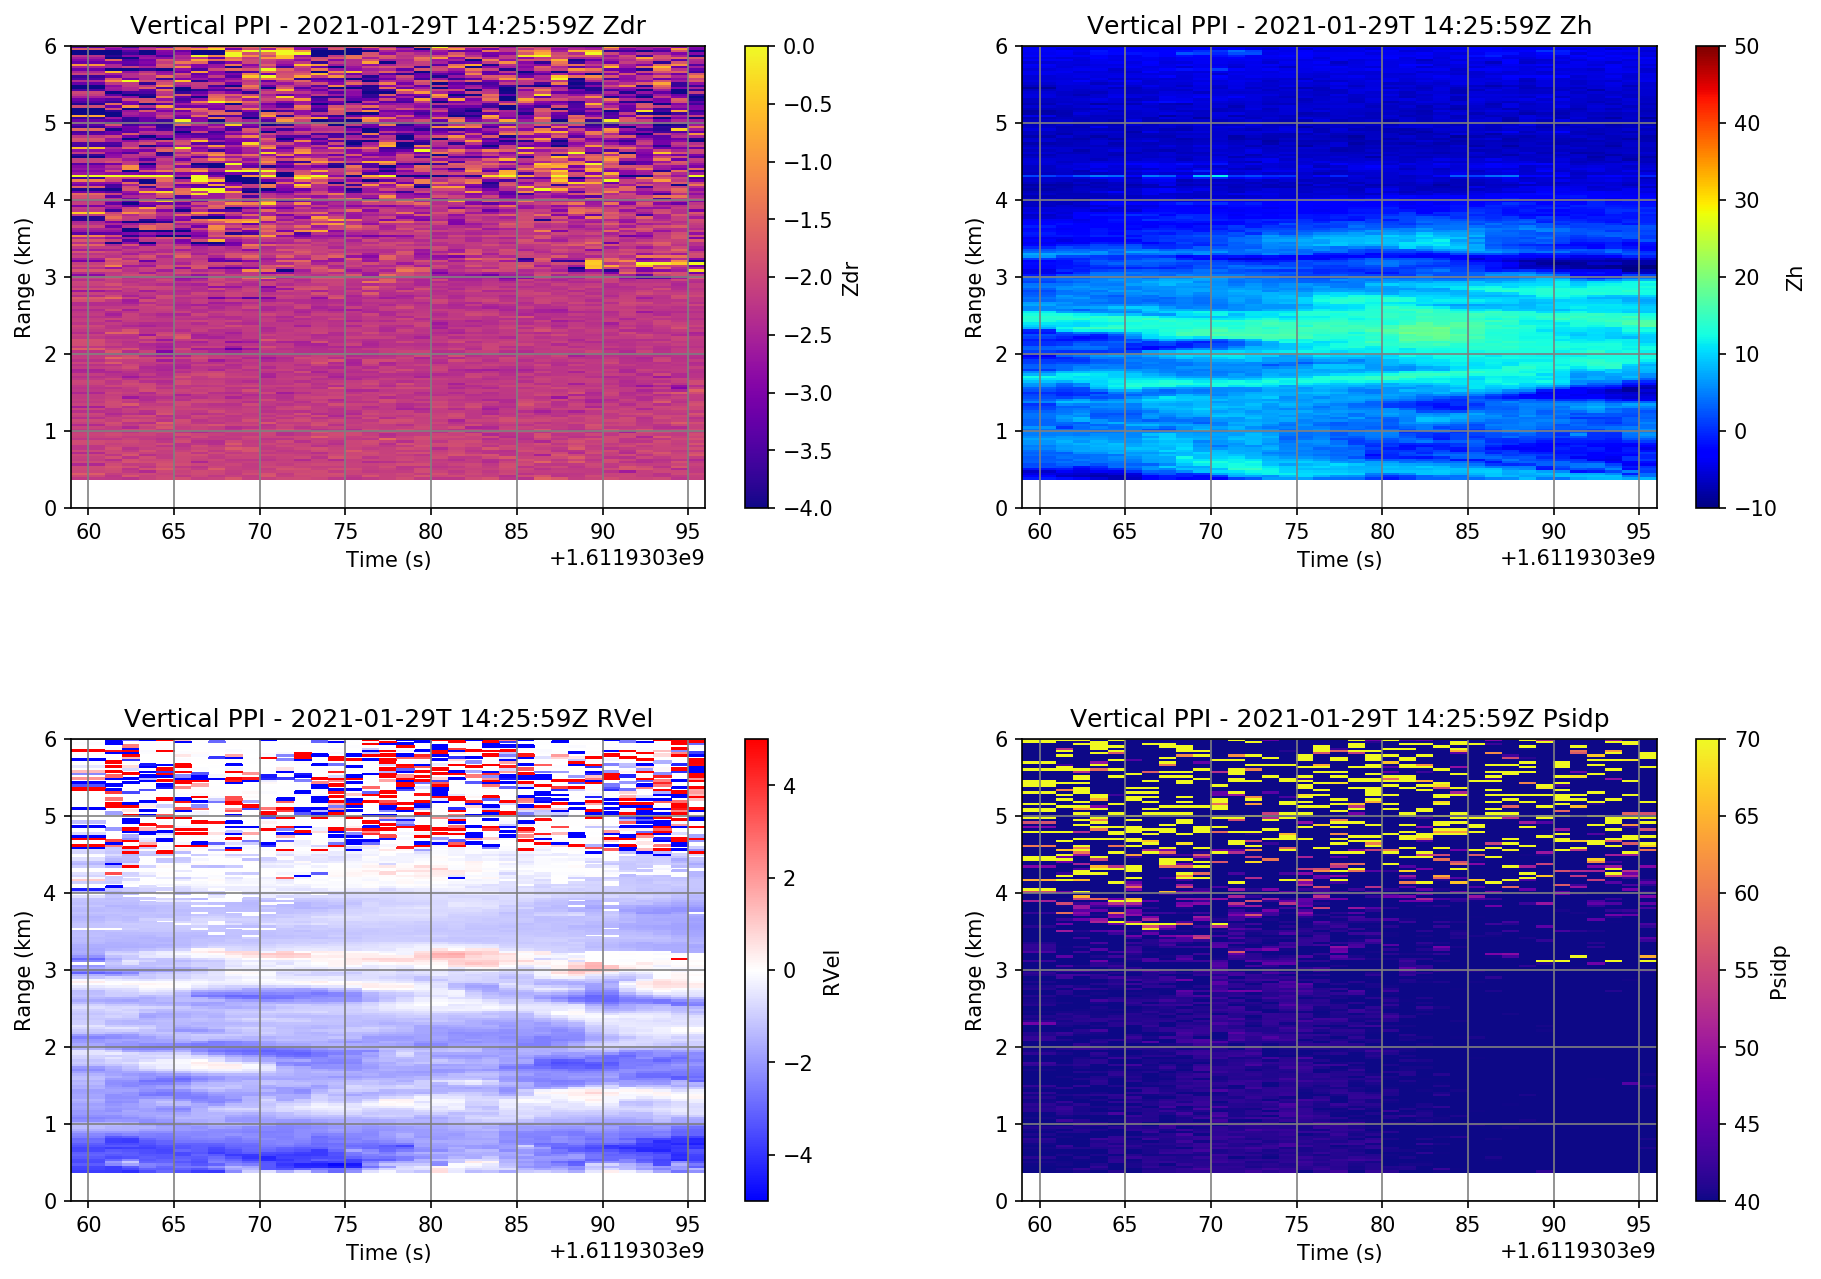 Vertical PPI - 2021-01-29T 14:25:59Z Zdr
6
5
4
3
2
1
0
Range (km)
60 65 70 75 80 85 90 95
Time (s)
+1.6119303e9
0.0
−0.5
−1.0
−1.5
−2.0
−2.5
−3.0
−3.5
−4.0
Zdr
Vertical PPI - 2021-01-29T 14:25:59Z Zh
6
5
4
3
2
1
0
Range (km)
60 65 70 75 80 85 90 95
Time (s)
+1.6119303e9
50
40
30
20
10
0
−10
Zh
Vertical PPI - 2021-01-29T 14:25:59Z RVel
6
5
4
3
2
1
0
Range (km)
60 65 70 75 80 85 90 95
Time (s)
+1.6119303e9
4
2
0
−2
−4
RVel
Vertical PPI - 2021-01-29T 14:25:59Z Psidp
6
5
4
3
2
1
0
Range (km)
60 65 70 75 80 85 90 95
Time (s)
+1.6119303e9
70
65
60
55
50
45
40
Psidp